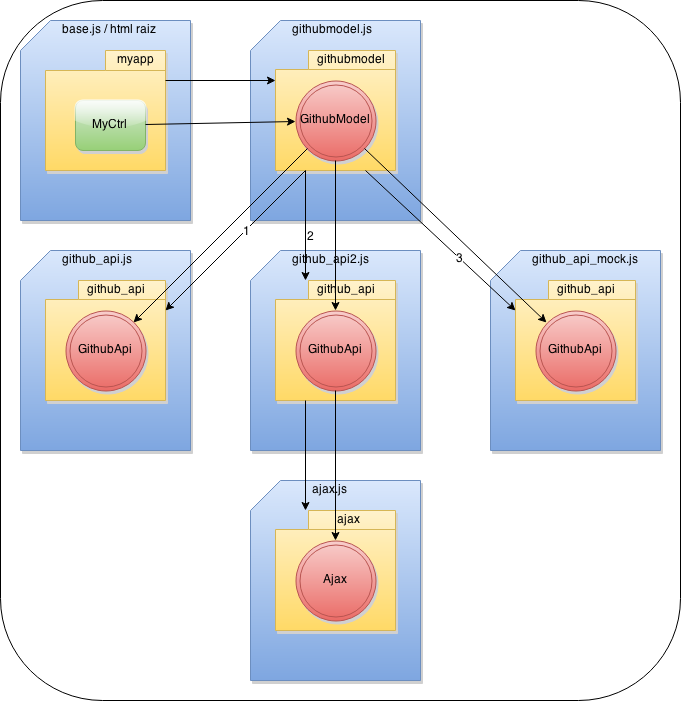 base.js / html raiz
githubmodel.js
myapp
githubmodel
MyCtrl
GithubModel
1
2
3
github_api.js
github_api2.js
github_api_mock.js
github_api
github_api
github_api
GithubApi
GithubApi
GithubApi
ajax.js
ajax
Ajax